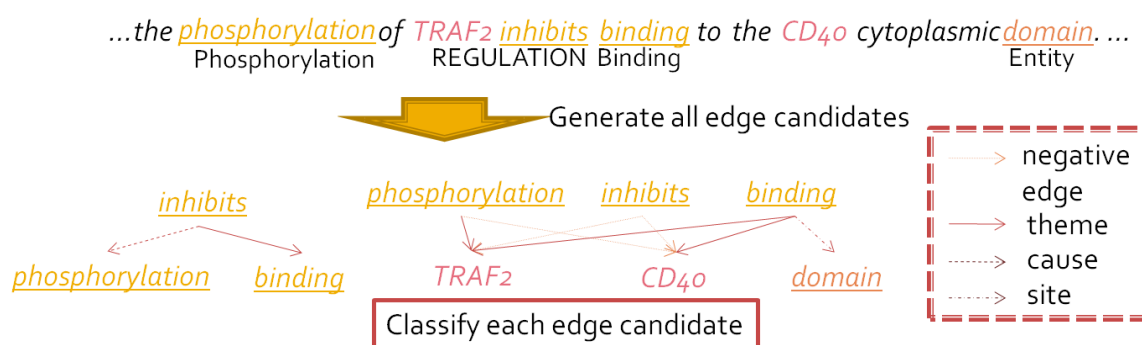 ...the phosphorylation of TRAF2 inhibits binding to the CD40 cytoplasmic domain. ...
Phosphorylation REGULATION Binding Entity
Generate all edge candidates
negative
edge
theme
cause
site
phosphorylation inhibits binding
inhibits
phosphorylation binding TRAF2 CD40 domain
Classify each edge candidate